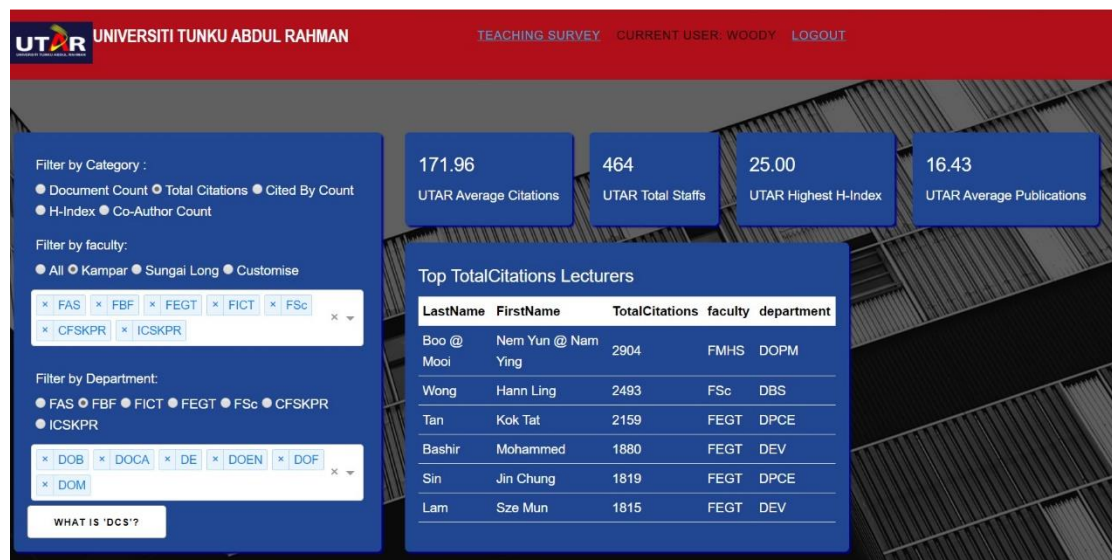 UTAR
UNIVERSITI TUNKU ABDUL RAHMAN
TEACHING SURVEY CURRENT USER: WOODY LOGOUT
Filter by Category :
Document Count Total Citations Cited By Count
H-Index Co-Author Count
Filter by faculty:
All Kampar Sungai Long Customise
× FAS × FBF × FEGT × FICT × FSc
× CFSKPR × ICSKPR
Filter by Department:
FAS FBF FICT FEGT FSc CFSKPR
ICSKPR
× DOB × DOCA × DE × DOEN × DOF
× DOM
WHAT IS 'DCS'?
171.96
UTAR Average Citations
464
UTAR Total Staffs
25.00
UTAR Highest H-Index
16.43
UTAR Average Publications
Top TotalCitations Lecturers
LastName FirstName TotalCitations faculty department
Boo @ Mooi Nem Yun @ Nam Ying 2904 FMHS DOPM
Wong Hann Ling 2493 FSc DBS
Tan Kok Tat 2159 FEGT DPCE
Bashir Mohammed 1880 FEGT DEV
Sin Jin Chung 1819 FEGT DPCE
Lam Sze Mun 1815 FEGT DEV